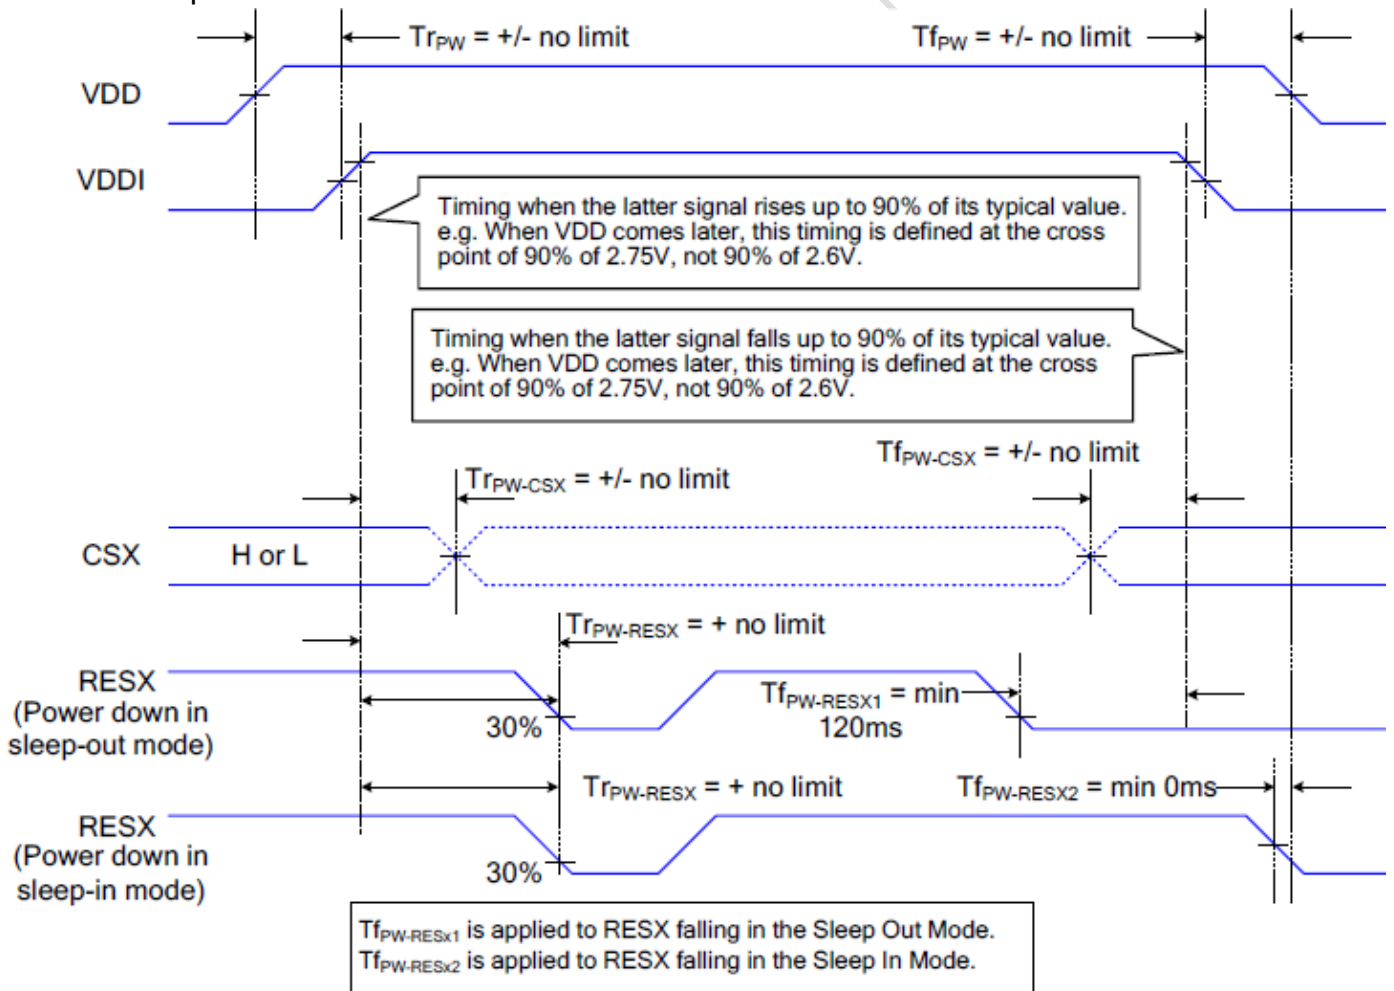 TrPW = +/- no limit
TfPW = +/- no limit
VDD
VDDI
Timing when the latter signal rises up to 90% of its typical value.
e.g. When VDD comes later, this timing is defined at the cross
point of 90% of 2.75V, not 90% of 2.6V.
Timing when the latter signal falls up to 90% of its typical value.
e.g. When VDD comes later, this timing is defined at the cross
point of 90% of 2.75V, not 90% of 2.6V.
TfPW-CSX = +/- no limit
TrPW-CSX = +/- no limit
CSX
H or L
TrPW-RESX = + no limit
RESX
(Power down in
sleep-out mode)
30%
TfPW-RESX1 = min
120ms
TrPW-RESX = + no limit
TfPW-RESX2 = min 0ms
RESX
(Power down in
sleep-in mode)
30%
TfPW-RESx1 is applied to RESX falling in the Sleep Out Mode.
TfPW-RESx2 is applied to RESX falling in the Sleep In Mode.